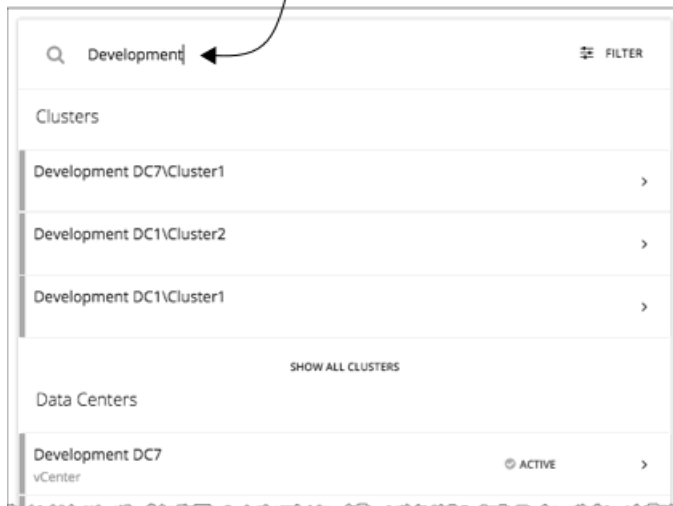 Development
FILTER
Clusters
Development DC7\Cluster1
Development DC1\Cluster2
Development DC1\Cluster1
SHOW ALL CLUSTERS
Data Centers
Development DC7
ACTIVE
vCenter